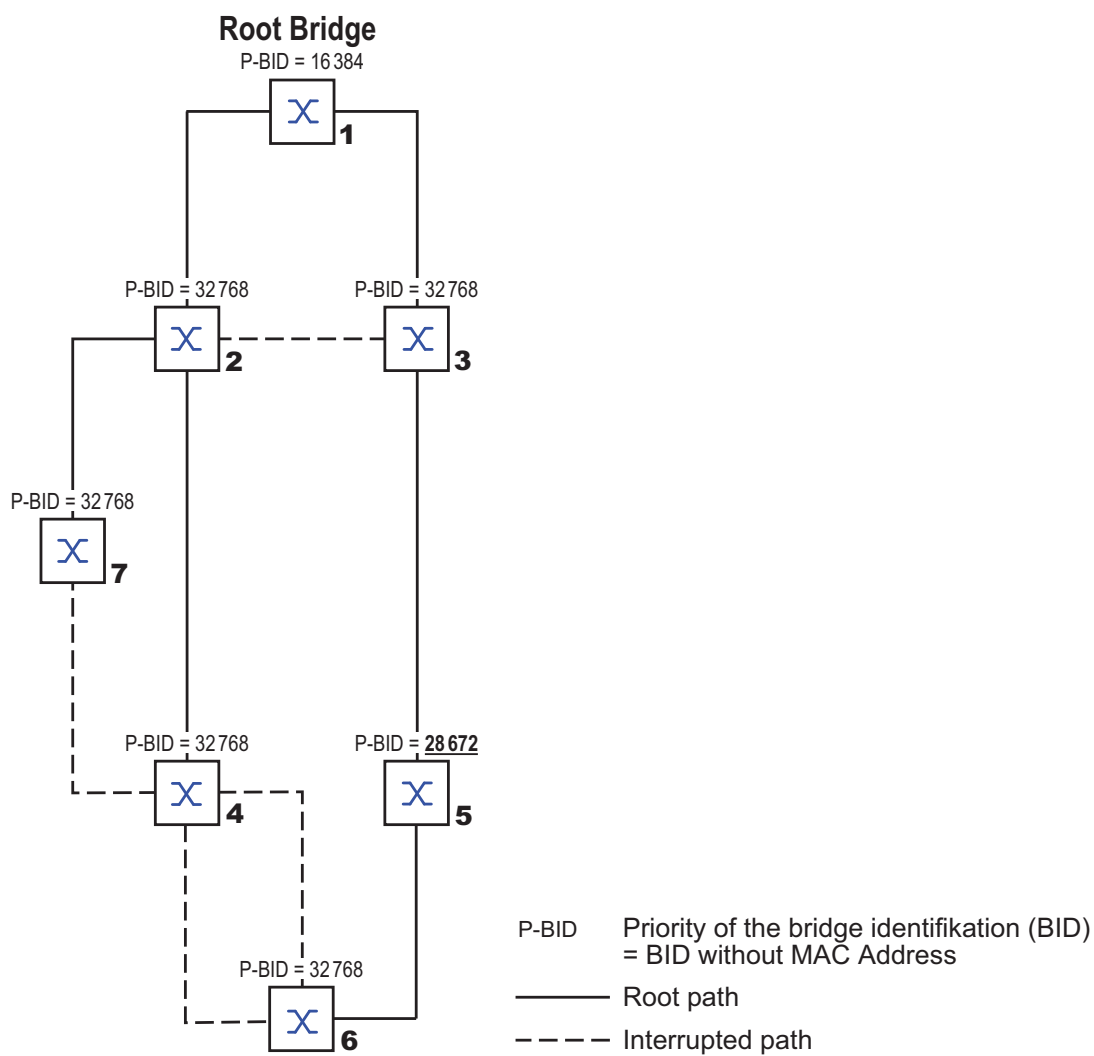 Root Bridge
P-BID = 16 384
1
P-BID = 32 768
P-BID = 32 768
2
3
P-BID = 32 768
7
P-BID = 32 768
P-BID = 28 672
4
5
P-BID = 32 768
6
P-BID Priority of the bridge identifikation (BID)
= BID without MAC Address
Root path
Interrupted path